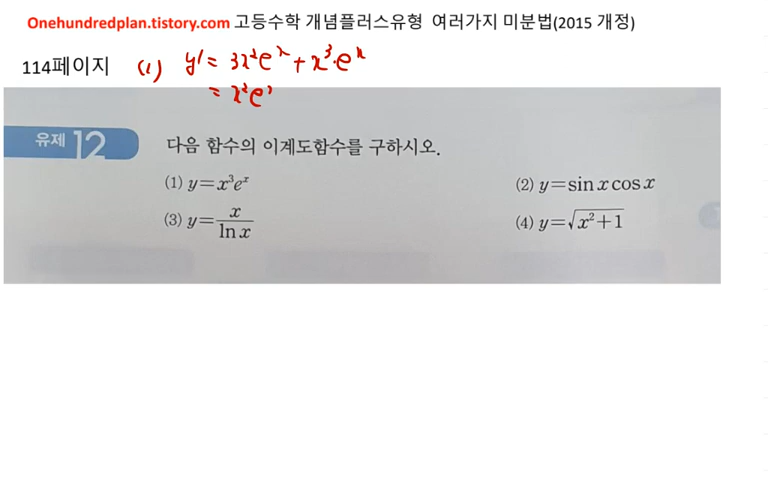 Onehundredplan.tistory.com 고등수학 개념플러스유형 여러가지 미분법(2015 개정)
114페이지 (1) y' = 3x²eˣ + x³·eˣ
= x²eˣ
유제 12 다음 함수의 이계도함수를 구하시오.
(1) y=x³eˣ (2) y=sin x cos x
(3) y=x/ln x (4) y=√(x²+1)